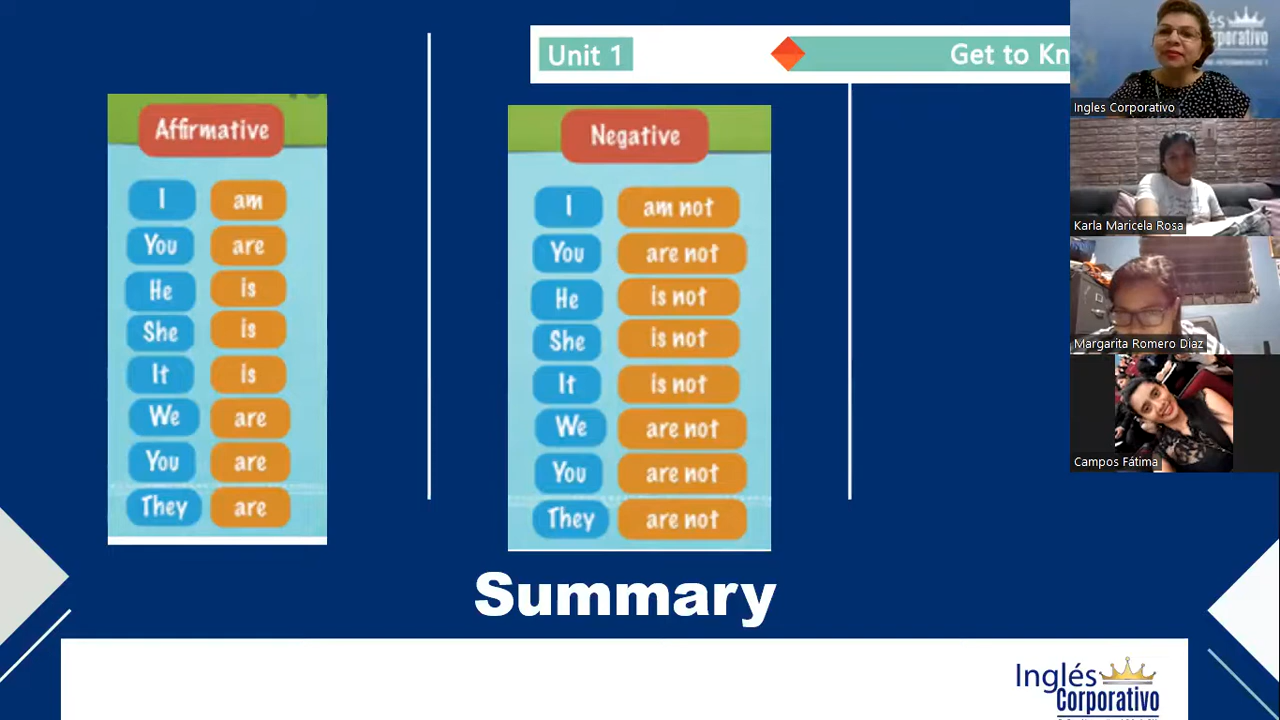 Unit 1
Get to Kn
Affirmative
I am
You are
He is
She is
It is
We are
You are
They are
Negative
I am not
You are not
He is not
She is not
It is not
We are not
You are not
They are not
Summary
Inglés
Corporativo
Ingles Corporativo
Karla Maricela Rosa
Margarita Romero Diaz
Campos Fátima